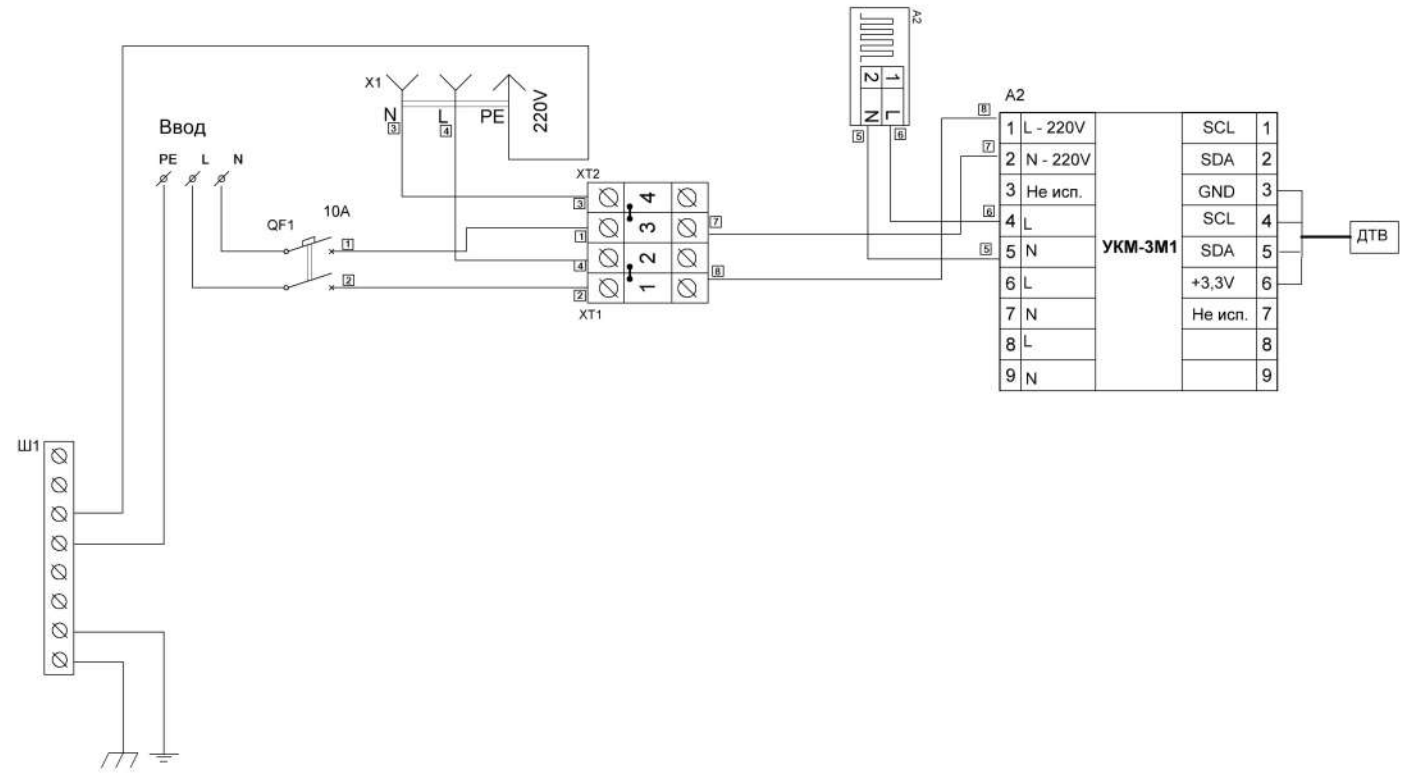 A2
1
2
L
N
6
5
X1
N
L
PE
220V
3
4
Ввод
PE L N
QF1
10А
1
2
XT2
4
3
2
1
3
1
4
2
7
8
XT1
A2
8
7
6
5
1 L - 220V SCL 1
2 N - 220V SDA 2
3 Не исп. GND 3
4 L SCL 4
5 N УКМ-3М1 SDA 5
6 L +3,3V 6
7 N Не исп. 7
8 L 8
9 N 9
ДТВ
Ш1